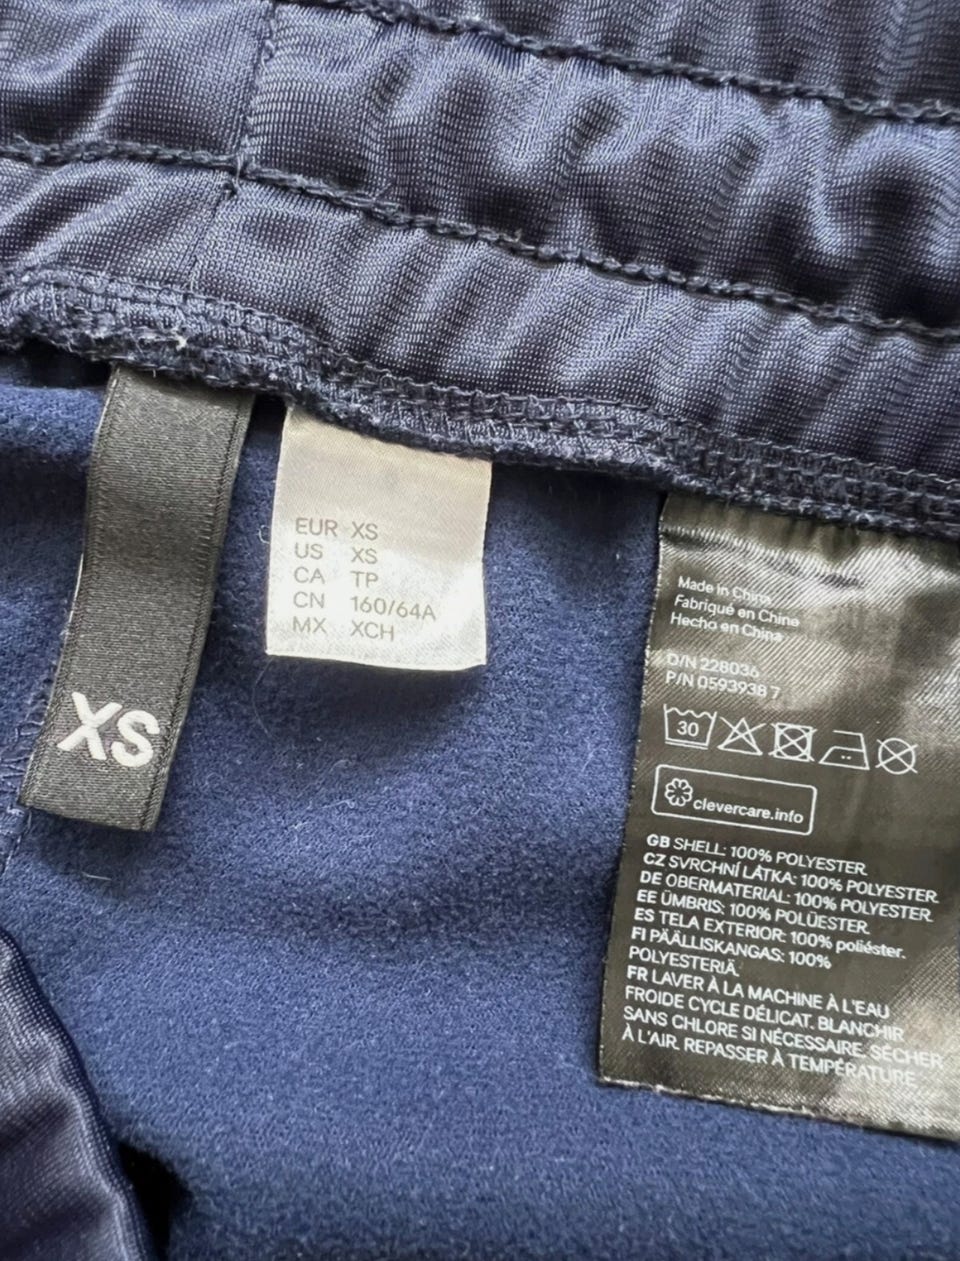 XS
EUR XS
US XS
CA TP
CN 160/64A
MX XCH
Made in China
Fabriqué en Chine
Hecho en China
D/N 228036
P/N 0593938 7
30
clevercare.info
GB SHELL: 100% POLYESTER.
CZ SVRCHNÍ LÁTKA: 100% POLYESTER.
DE OBERMATERIAL: 100% POLYESTER.
EE ÜMBRIS: 100% POLÜESTER.
ES TELA EXTERIOR: 100% poliéster.
FI PÄÄLLISKANGAS: 100%
POLYESTERIÄ.
FR LAVER À LA MACHINE À L'EAU
FROIDE CYCLE DÉLICAT. BLANCHIR
SANS CHLORE SI NÉCESSAIRE. SÉCHER
À L'AIR. REPASSER À TEMPÉRATURE